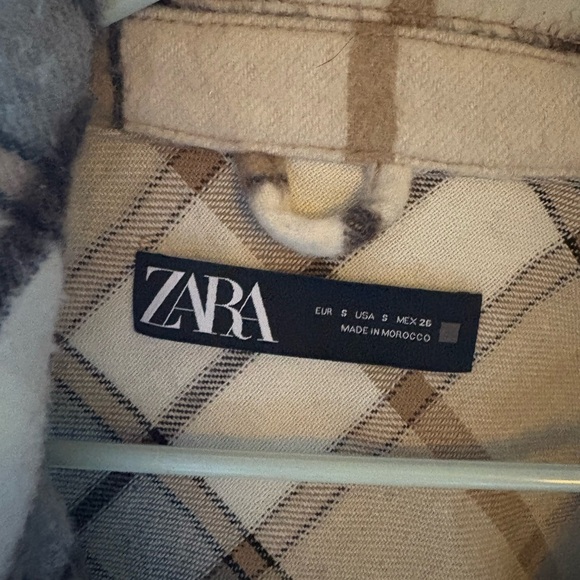 ZARA
EUR S USA S MEX 26
MADE IN MOROCCO